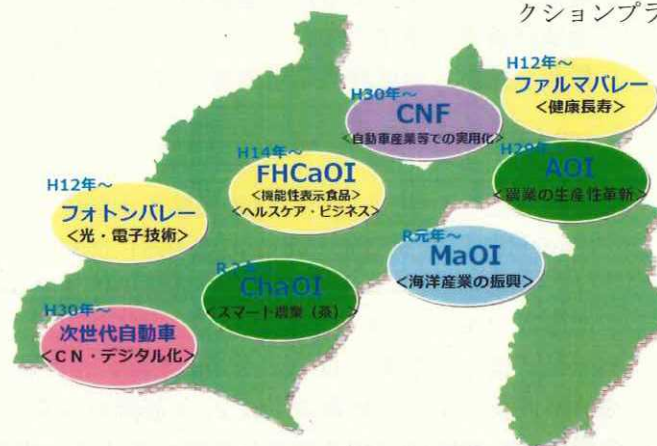 クションプラ
H12年～
ファルマバレー
<健康長寿>
H30年～
CNF
<自動車産業等での実用化>
H29年～
AOI
<農業の生産性革新>
H14年～
FHCaOI
<機能性表示食品>
<ヘルスケア・ビジネス>
H12年～
フォトンバレー
<光・電子技術>
R元年～
MaOI
<海洋産業の振興>
ChaOI
<スマート農業（茶）>
H30年～
次世代自動車
<CN・デジタル化>